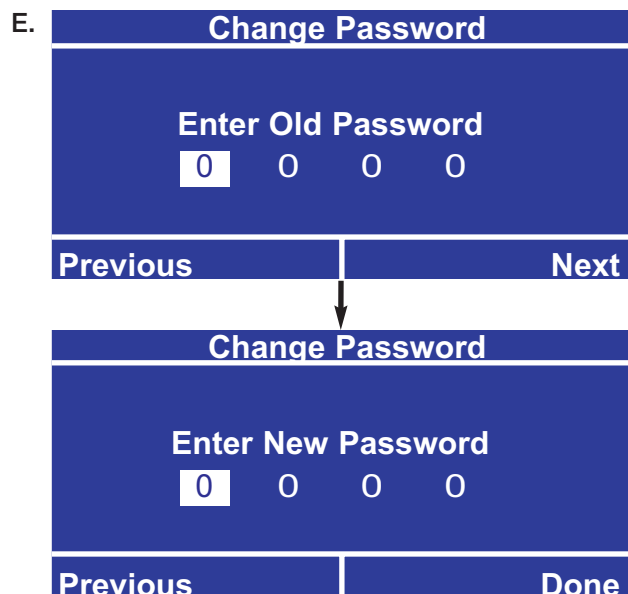 E.
Change Password
Enter Old Password
0 0 0 0
Previous Next
Change Password
Enter New Password
0 0 0 0
Previous Done